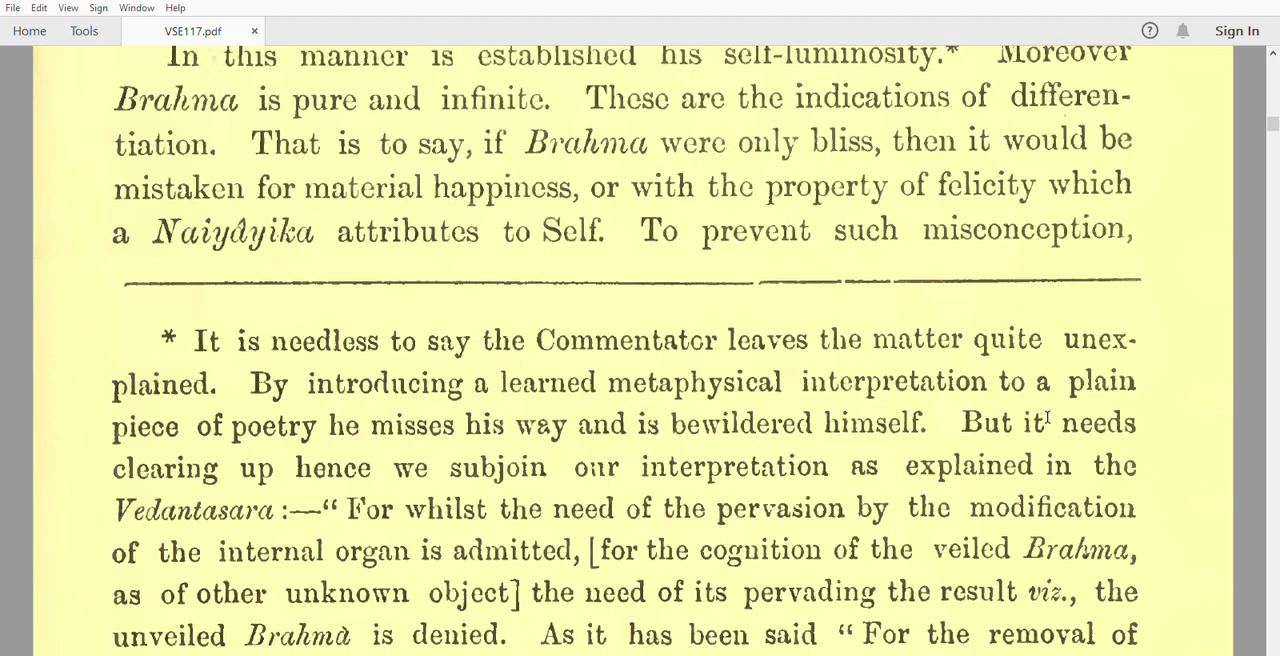 File Edit View Sign Window Help
Home Tools VSE117.pdf × ? Sign In
In this manner is established his self-luminosity.* Moreover
Brahma is pure and infinite. These are the indications of differen-
tiation. That is to say, if Brahma were only bliss, then it would be
mistaken for material happiness, or with the property of felicity which
a Naiyâyika attributes to Self. To prevent such misconception,
* It is needless to say the Commentator leaves the matter quite unex-
plained. By introducing a learned metaphysical interpretation to a plain
piece of poetry he misses his way and is bewildered himself. But it needs
clearing up hence we subjoin our interpretation as explained in the
Vedantasara :—“ For whilst the need of the pervasion by the modification
of the internal organ is admitted, [for the cognition of the veiled Brahma,
as of other unknown object] the need of its pervading the result viz., the
unveiled Brahmà is denied. As it has been said “ For the removal of